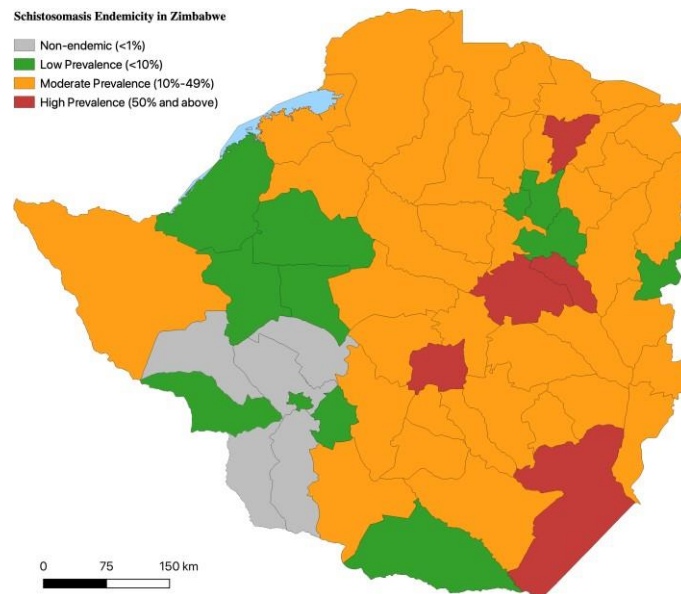 Schistosomasis Endemicity in Zimbabwe
Non-endemic (<1%)
Low Prevalence (<10%)
Moderate Prevalence (10%-49%)
High Prevalence (50% and above)
0 75 150 km